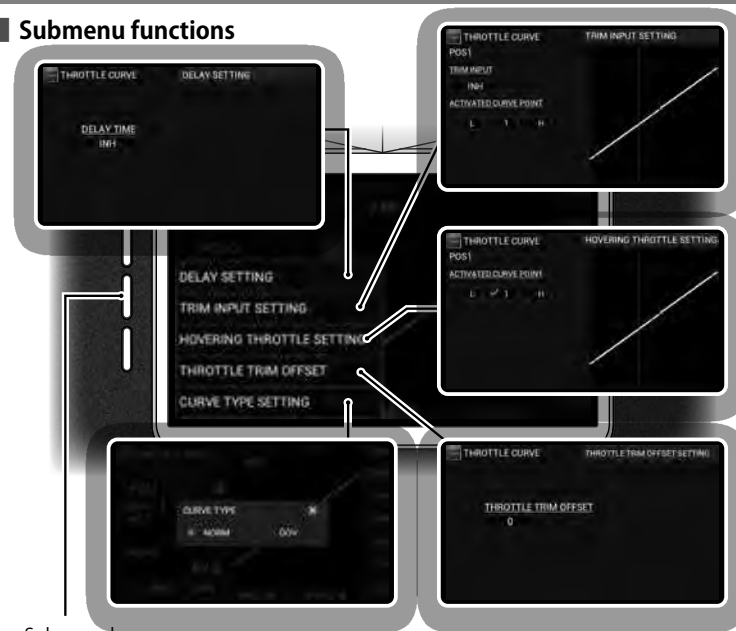 Submenu functions
THROTTLE CURVE DELAY SETTING
DELAY TIME
INH
THROTTLE CURVE TRIM INPUT SETTING
POS1
TRIM INPUT
INH
ACTIVATED CURVE POINT
L 1 H
THROTTLE CURVE HOVERING THROTTLE SETTING
POS1
ACTIVATED CURVE POINT
L ✓ 1 H
DELAY SETTING
TRIM INPUT SETTING
HOVERING THROTTLE SETTING
THROTTLE TRIM OFFSET
CURVE TYPE SETTING
CURVE TYPE
NORM GOV
THROTTLE CURVE THROTTLE TRIM OFFSET SETTING
THROTTLE TRIM OFFSET
0